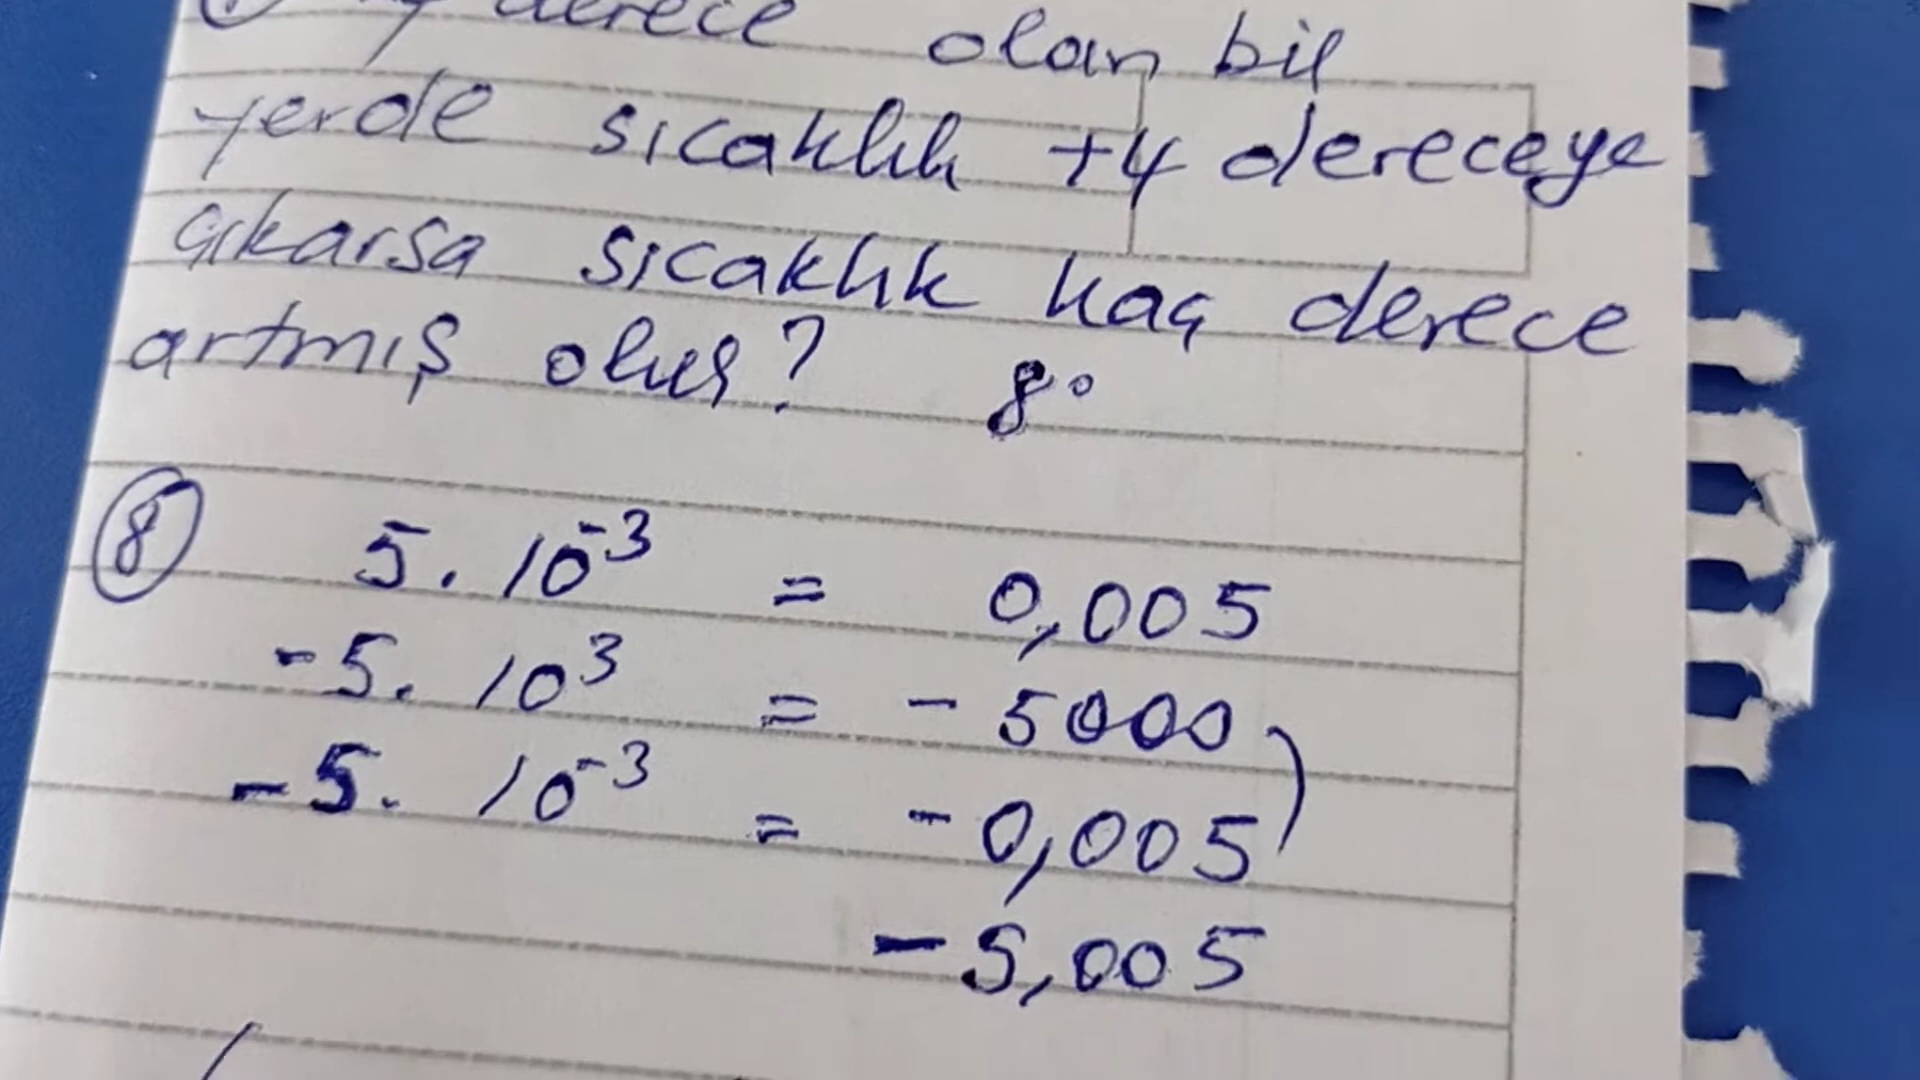 derece olan bir
yerde sıcaklık +4 dereceye
çıkarsa sıcaklık kaç derece
artmış olur? 8°
8 5. 10⁻³ = 0,005
-5. 10³ = - 5000
-5. 10⁻³ = - 0,005
- 5,005